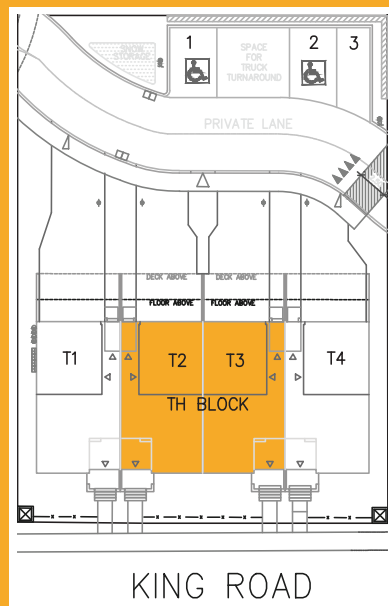 1
2
3
SNOW
STORAGE
SPACE
FOR
TRUCK
TURNAROUND
PRIVATE LANE
DECK ABOVE
DECK ABOVE
FLOOR ABOVE
FLOOR ABOVE
T1
T2
T3
T4
TH BLOCK
KING ROAD